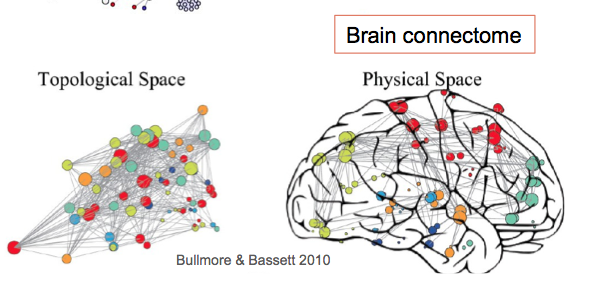 Brain connectome
Topological Space
Physical Space
Bullmore & Bassett 2010